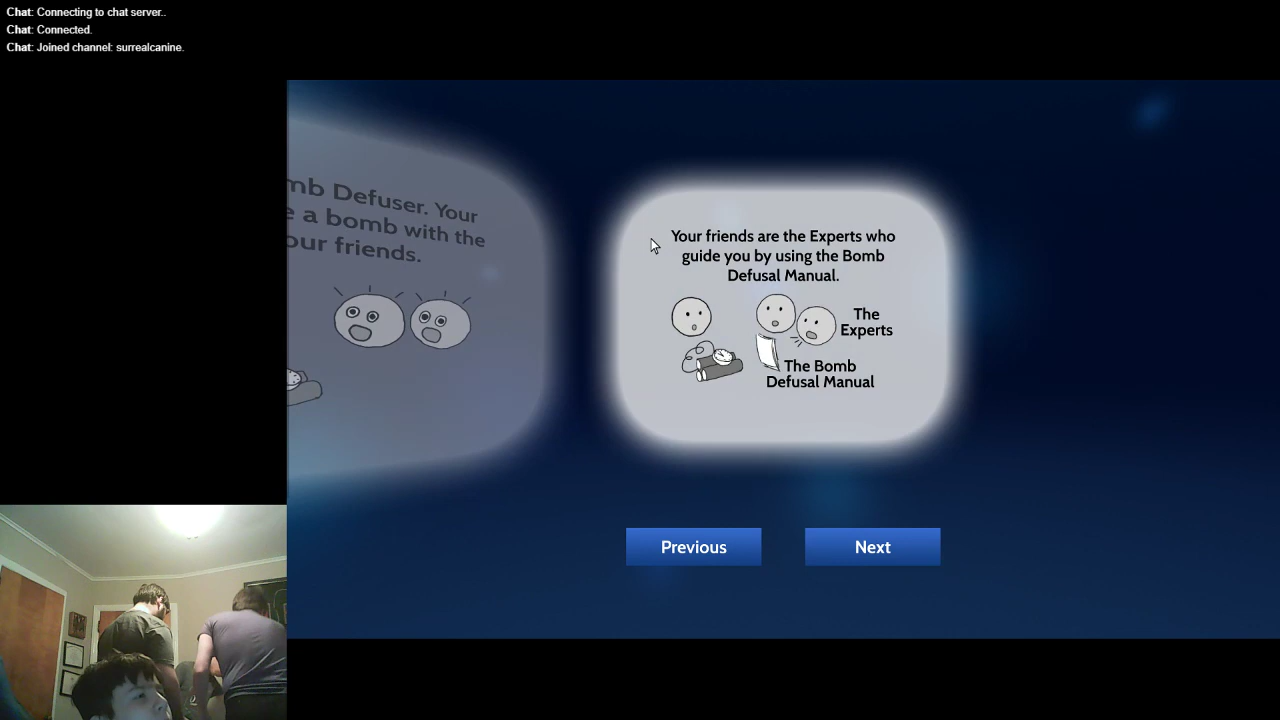 Chat: Connecting to chat server..
Chat: Connected.
Chat: Joined channel: surrealcanine.
mb Defuser. Your
e a bomb with the
our friends.
Your friends are the Experts who
guide you by using the Bomb
Defusal Manual.
The
Experts
The Bomb
Defusal Manual
Previous
Next